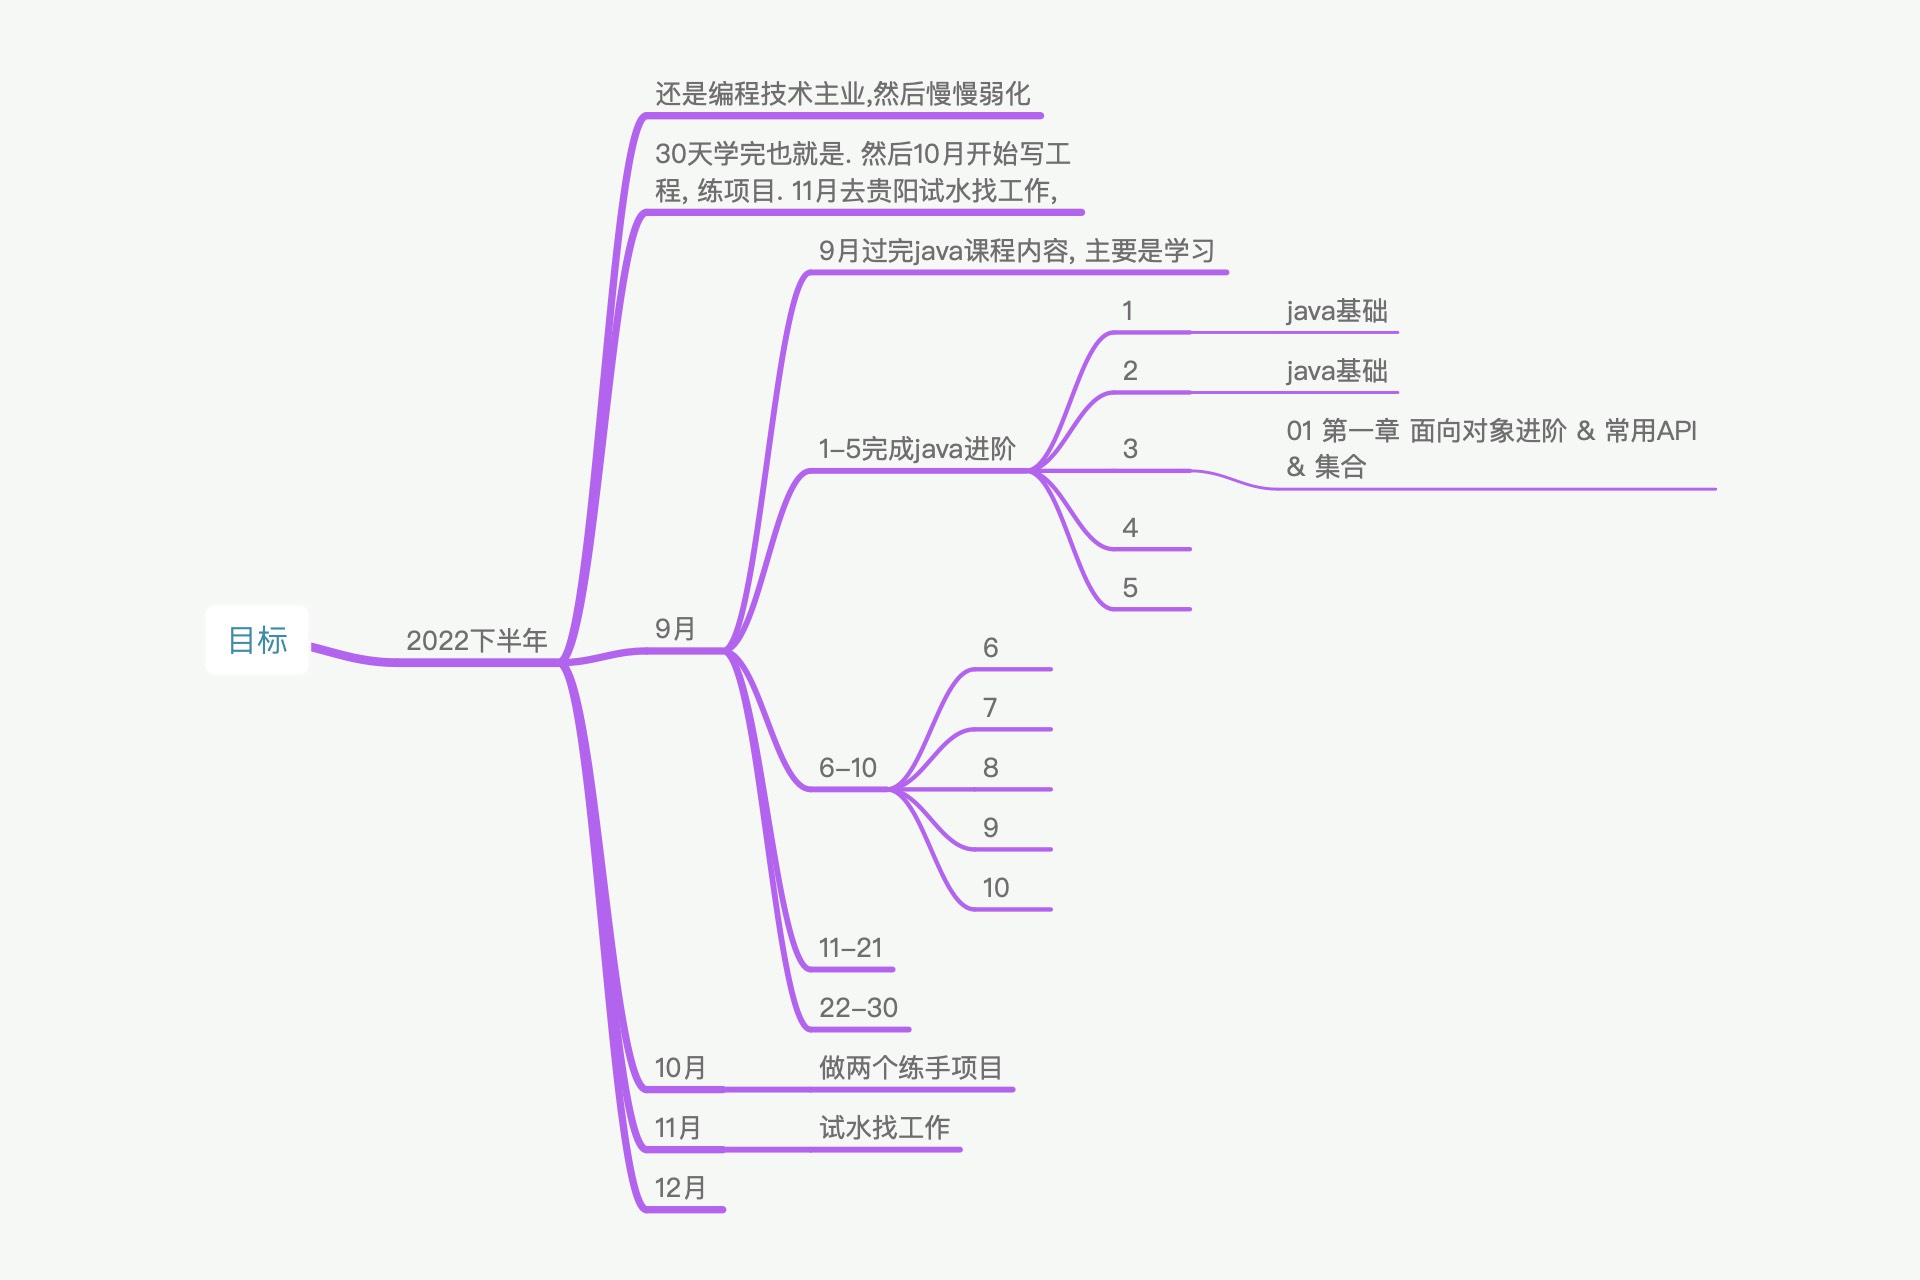 还是编程技术主业,然后慢慢弱化
30天学完也就是. 然后10月开始写工
程, 练项目. 11月去贵阳试水找工作,
9月过完java课程内容, 主要是学习
1
java基础
2
java基础
01 第一章 面向对象进阶 & 常用API
& 集合
1-5完成java进阶
3
4
5
目标
2022下半年
9月
6
7
6-10
8
9
10
11-21
22-30
10月
做两个练手项目
11月
试水找工作
12月